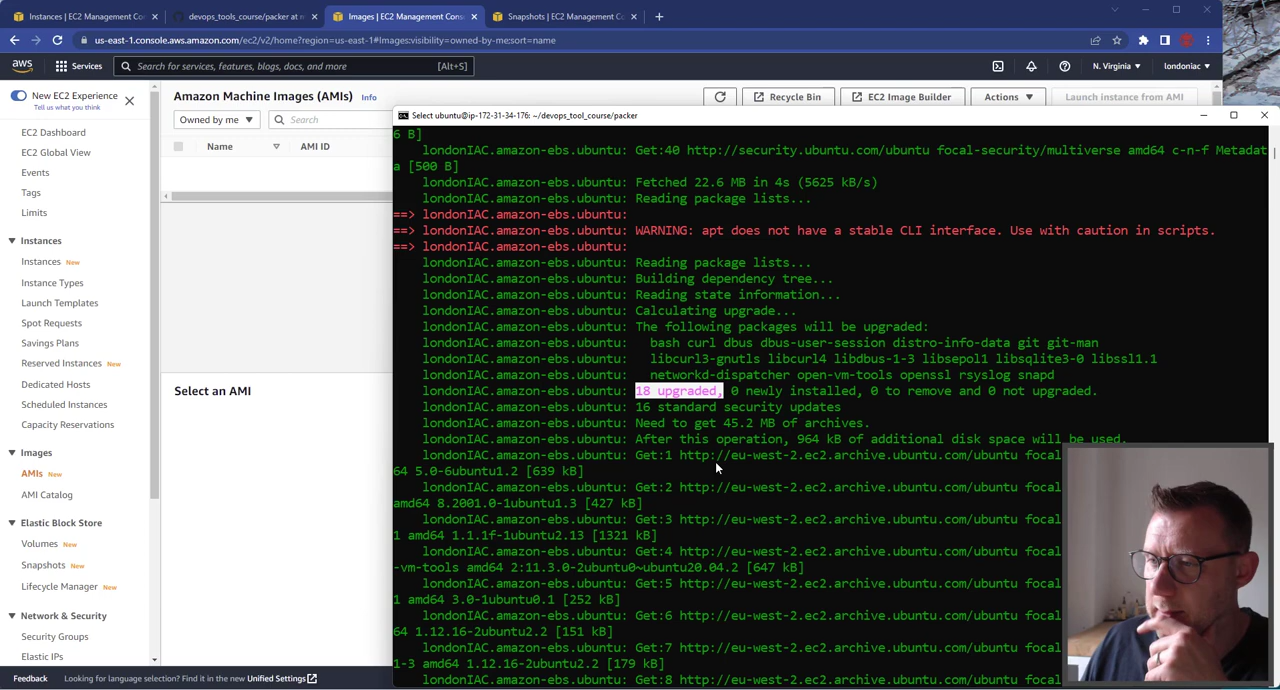 Instances | EC2 Management Co
devops_tools_course/packer at m
Images | EC2 Management Cons
Snapshots | EC2 Management C
us-east-1.console.aws.amazon.com/ec2/v2/home?region=us-east-1#Images:visibility=owned-by-me;sort=name
aws
Services
Search for services, features, blogs, docs, and more
[Alt+S]
N. Virginia
londoniac
New EC2 Experience
Tell us what you think
EC2 Dashboard
EC2 Global View
Events
Tags
Limits
Instances
Instances New
Instance Types
Launch Templates
Spot Requests
Savings Plans
Reserved Instances New
Dedicated Hosts
Scheduled Instances
Capacity Reservations
Images
AMIs New
AMI Catalog
Elastic Block Store
Volumes New
Snapshots New
Lifecycle Manager New
Network & Security
Security Groups
Elastic IPs
Amazon Machine Images (AMIs) Info
Recycle Bin
EC2 Image Builder
Actions
Launch instance from AMI
Owned by me
Search
Name
AMI ID
Select an AMI
Select ubuntu@ip-172-31-34-176: ~/devops_tool_course/packer
6 B]
londonIAC.amazon-ebs.ubuntu: Get:40 http://security.ubuntu.com/ubuntu focal-security/multiverse amd64 c-n-f Metadat
a [500 B]
londonIAC.amazon-ebs.ubuntu: Fetched 22.6 MB in 4s (5625 kB/s)
londonIAC.amazon-ebs.ubuntu: Reading package lists...
==> londonIAC.amazon-ebs.ubuntu:
==> londonIAC.amazon-ebs.ubuntu: WARNING: apt does not have a stable CLI interface. Use with caution in scripts.
==> londonIAC.amazon-ebs.ubuntu:
londonIAC.amazon-ebs.ubuntu: Reading package lists...
londonIAC.amazon-ebs.ubuntu: Building dependency tree...
londonIAC.amazon-ebs.ubuntu: Reading state information...
londonIAC.amazon-ebs.ubuntu: Calculating upgrade...
londonIAC.amazon-ebs.ubuntu: The following packages will be upgraded:
londonIAC.amazon-ebs.ubuntu: bash curl dbus dbus-user-session distro-info-data git git-man
londonIAC.amazon-ebs.ubuntu: libcurl3-gnutls libcurl4 libdbus-1-3 libsepol1 libsqlite3-0 libssl1.1
londonIAC.amazon-ebs.ubuntu: networkd-dispatcher open-vm-tools openssl rsyslog snapd
londonIAC.amazon-ebs.ubuntu: 18 upgraded, 0 newly installed, 0 to remove and 0 not upgraded.
londonIAC.amazon-ebs.ubuntu: 16 standard security updates
londonIAC.amazon-ebs.ubuntu: Need to get 45.2 MB of archives.
londonIAC.amazon-ebs.ubuntu: After this operation, 964 kB of additional disk space will be used.
londonIAC.amazon-ebs.ubuntu: Get:1 http://eu-west-2.ec2.archive.ubuntu.com/ubuntu focal
64 5.0-6ubuntu1.2 [639 kB]
londonIAC.amazon-ebs.ubuntu: Get:2 http://eu-west-2.ec2.archive.ubuntu.com/ubuntu focal
amd64 8.2001.0-1ubuntu1.3 [427 kB]
londonIAC.amazon-ebs.ubuntu: Get:3 http://eu-west-2.ec2.archive.ubuntu.com/ubuntu focal
1 amd64 1.1.1f-1ubuntu2.13 [1321 kB]
londonIAC.amazon-ebs.ubuntu: Get:4 http://eu-west-2.ec2.archive.ubuntu.com/ubuntu focal
-vm-tools amd64 2:11.3.0-2ubuntu0~ubuntu20.04.2 [647 kB]
londonIAC.amazon-ebs.ubuntu: Get:5 http://eu-west-2.ec2.archive.ubuntu.com/ubuntu focal
1 amd64 3.0-1ubuntu0.1 [252 kB]
londonIAC.amazon-ebs.ubuntu: Get:6 http://eu-west-2.ec2.archive.ubuntu.com/ubuntu focal
64 1.12.16-2ubuntu2.2 [151 kB]
londonIAC.amazon-ebs.ubuntu: Get:7 http://eu-west-2.ec2.archive.ubuntu.com/ubuntu focal
1-3 amd64 1.12.16-2ubuntu2.2 [179 kB]
londonIAC.amazon-ebs.ubuntu: Get:8 http://eu-west-2.ec2.archive.ubuntu.com/ubuntu focal
Feedback
Looking for language selection? Find it in the new Unified Settings